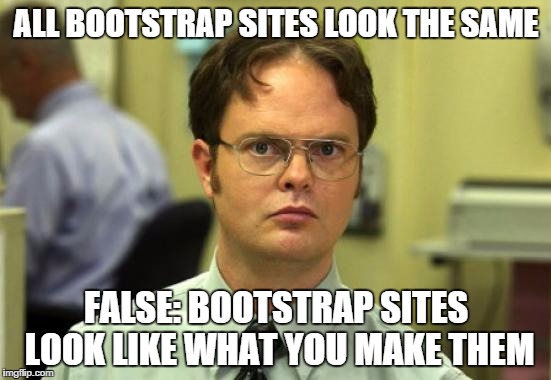 ALL BOOTSTRAP SITES LOOK THE SAME
FALSE: BOOTSTRAP SITES
LOOK LIKE WHAT YOU MAKE THEM
imgflip.com